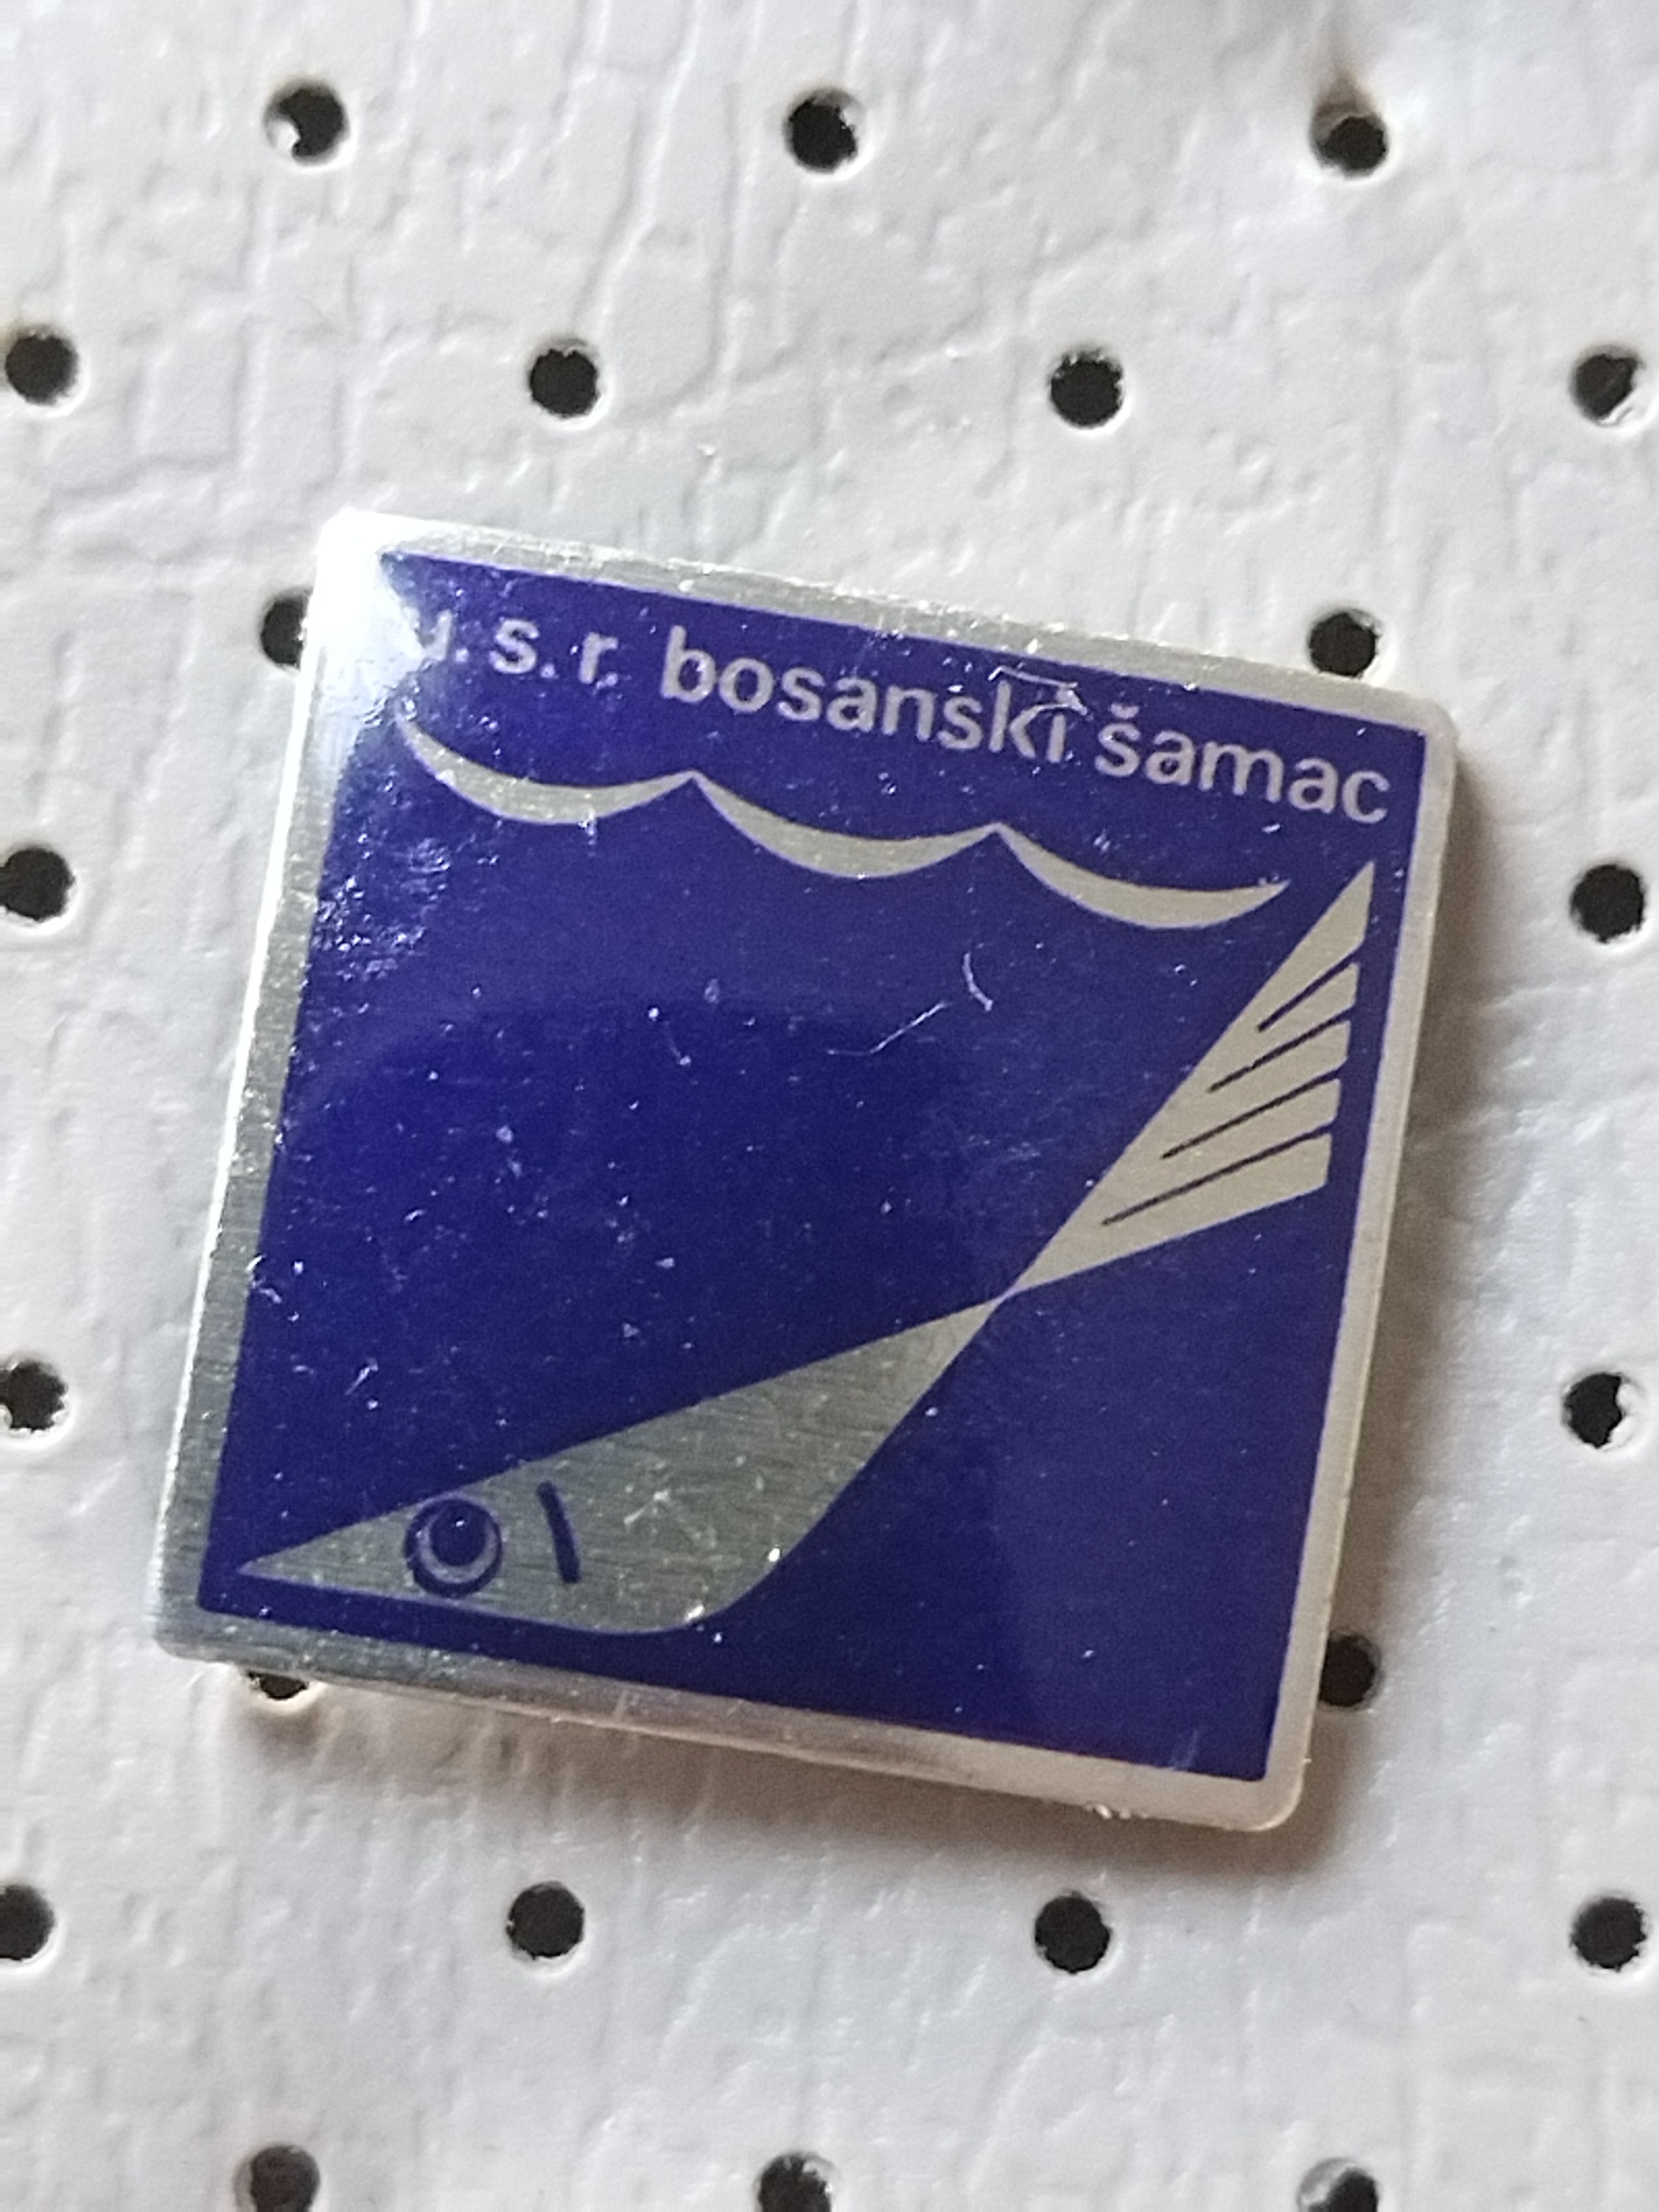 u. s. r. bosanski šamac